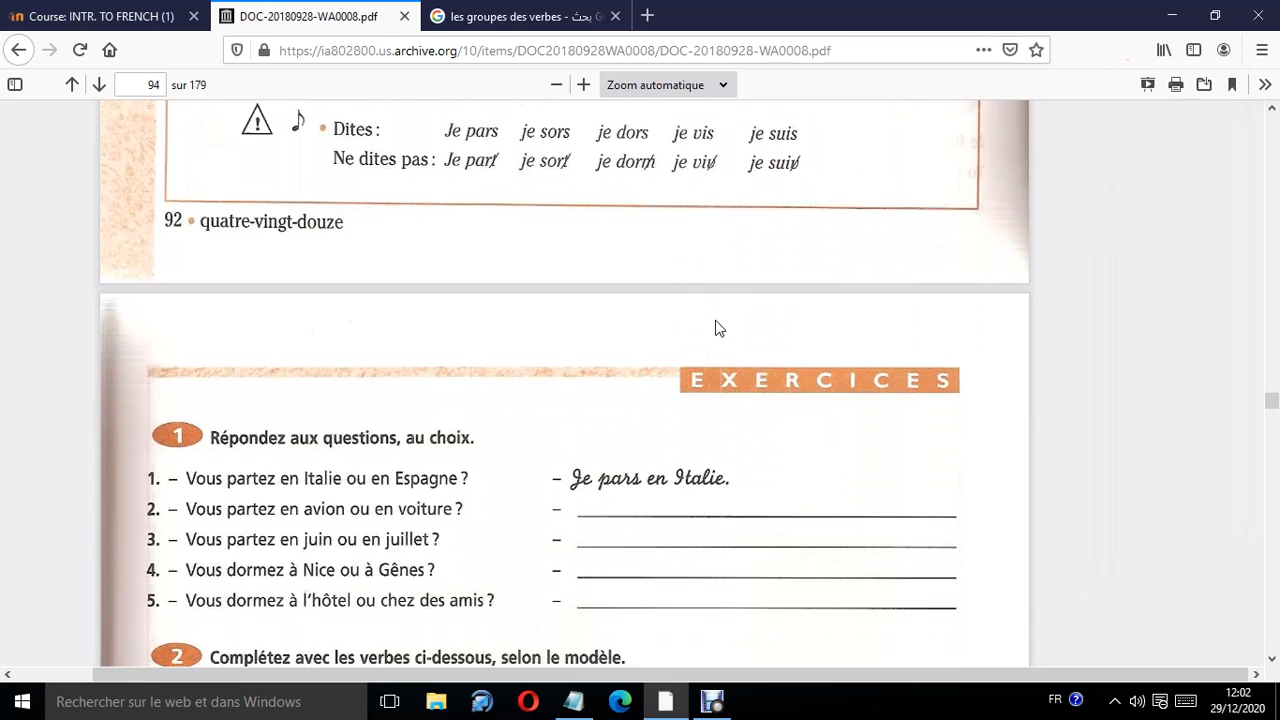 Course: INTR. TO FRENCH (1)
DOC-20180928-WA0008.pdf
les groupes des verbes - بحث G
https://ia802800.us.archive.org/10/items/DOC20180928WA0008/DOC-20180928-WA0008.pdf
94 sur 179
Zoom automatique
Dites : Je pars je sors je dors je vis je suis
Ne dites pas : Je part je sort je dorm je viv je suiv
92 • quatre-vingt-douze
EXERCICES
1 Répondez aux questions, au choix.
1. – Vous partez en Italie ou en Espagne ? – Je pars en Italie.
2. – Vous partez en avion ou en voiture ? –
3. – Vous partez en juin ou en juillet ? –
4. – Vous dormez à Nice ou à Gênes ? –
5. – Vous dormez à l'hôtel ou chez des amis ? –
2 Complétez avec les verbes ci-dessous, selon le modèle.
Rechercher sur le web et dans Windows
FR
12:02
29/12/2020